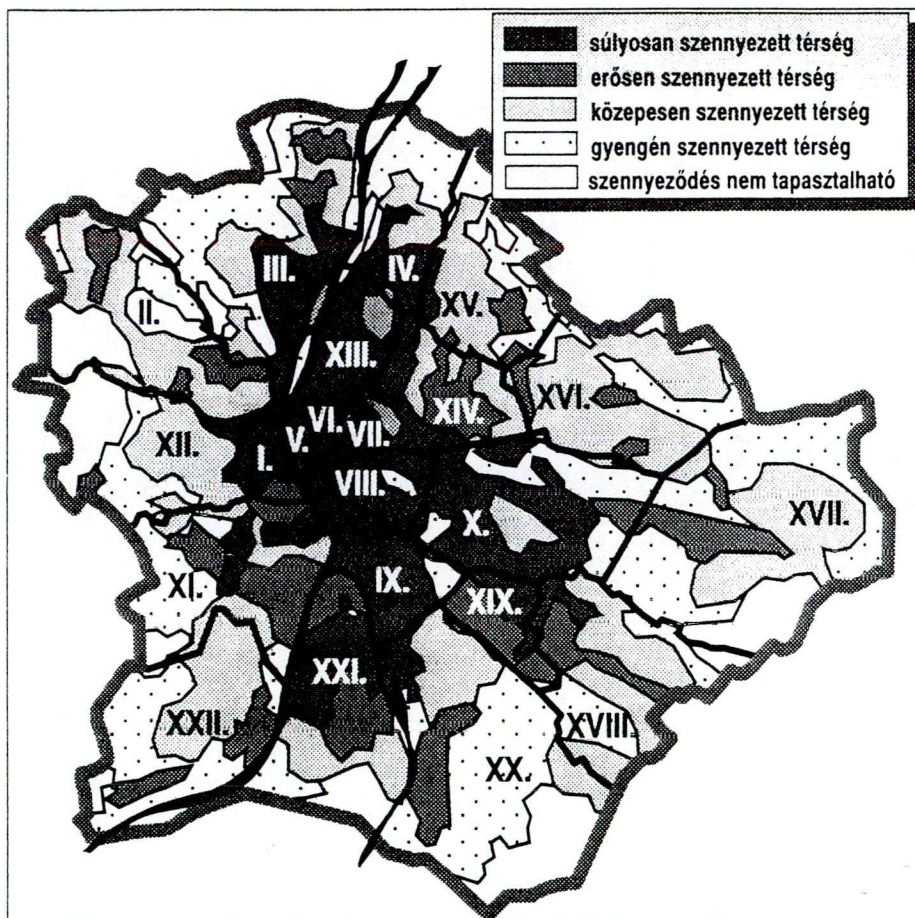 súlyosan szennyezett térség
erősen szennyezett térség
közepesen szennyezett térség
gyengén szennyezett térség
szennyeződés nem tapasztalható
III.
IV.
II.
XV.
XIII.
XVI.
XIV.
VI.
V.
VII.
XII.
I.
VIII.
XVII.
X.
XI.
IX.
XIX.
XXI.
XXII.
XVIII.
XX.